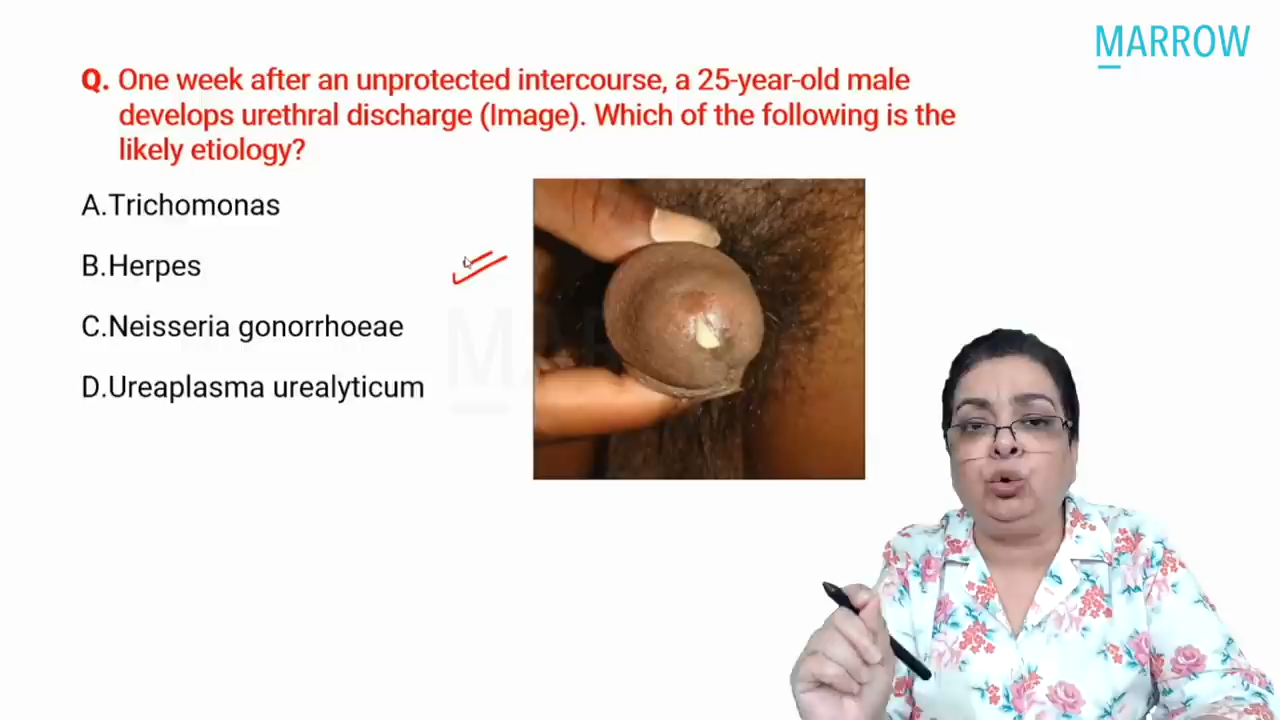 MARROW
Q. One week after an unprotected intercourse, a 25-year-old male
develops urethral discharge (Image). Which of the following is the
likely etiology?
A.Trichomonas
B.Herpes
C.Neisseria gonorrhoeae
D.Ureaplasma urealyticum